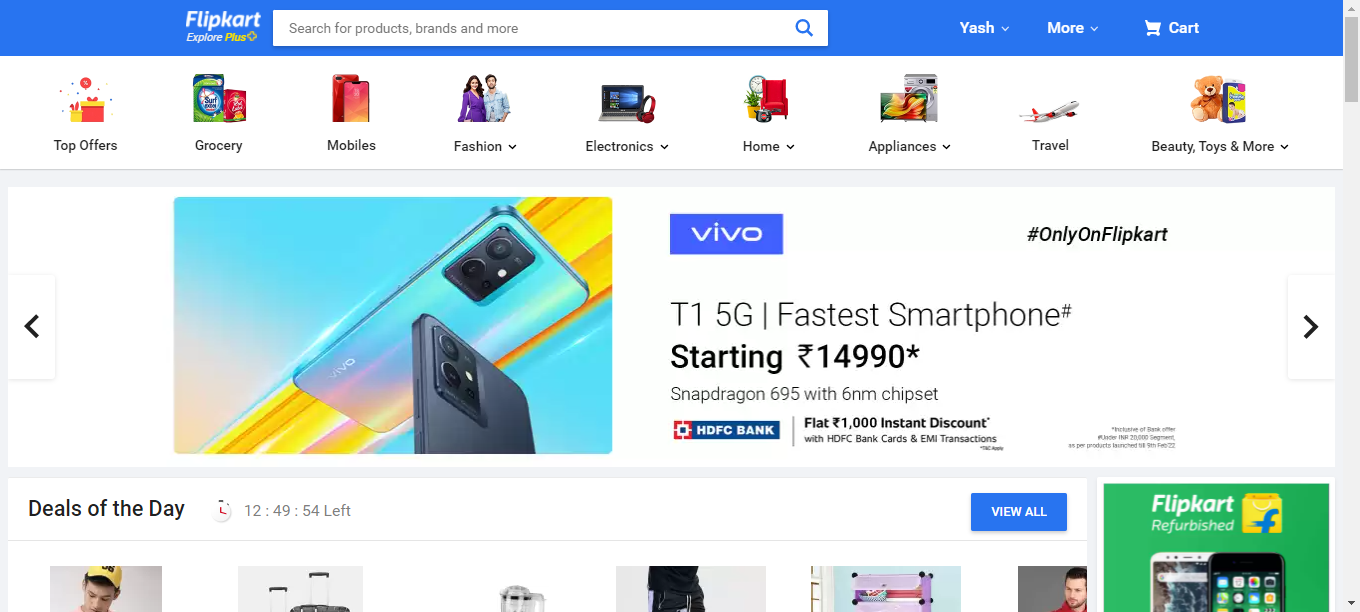 Flipkart
Explore Plus
Search for products, brands and more
Yash
More
Cart
Top Offers
Grocery
Mobiles
Fashion
Electronics
Home
Appliances
Travel
Beauty, Toys & More
vivo
vivo
#OnlyOnFlipkart
T1 5G | Fastest Smartphone#
Starting ₹14990*
Snapdragon 695 with 6nm chipset
HDFC BANK
Flat ₹1,000 Instant Discount*
with HDFC Bank Cards & EMI Transactions
*T&C Apply
*Inclusive of Bank offer
#Under INR 20,000 Segment,
as per products launched till 9th Feb'22
Deals of the Day
12 : 49 : 54 Left
VIEW ALL
Flipkart
Refurbished